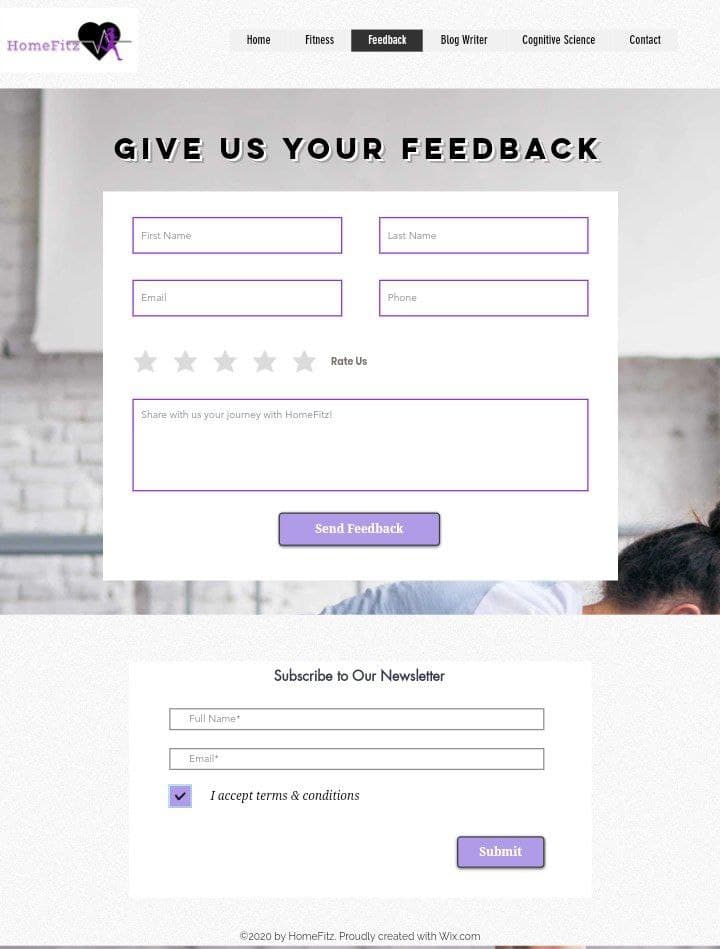 HomeFitz
Home Fitness Feedback Blog Writer Cognitive Science Contact
GIVE US YOUR FEEDBACK
First Name Last Name
Email Phone
Rate Us
Share with us your journey with HomeFitz!
Send Feedback
Subscribe to Our Newsletter
Full Name*
Email*
I accept terms & conditions
Submit
©2020 by HomeFitz. Proudly created with Wix.com